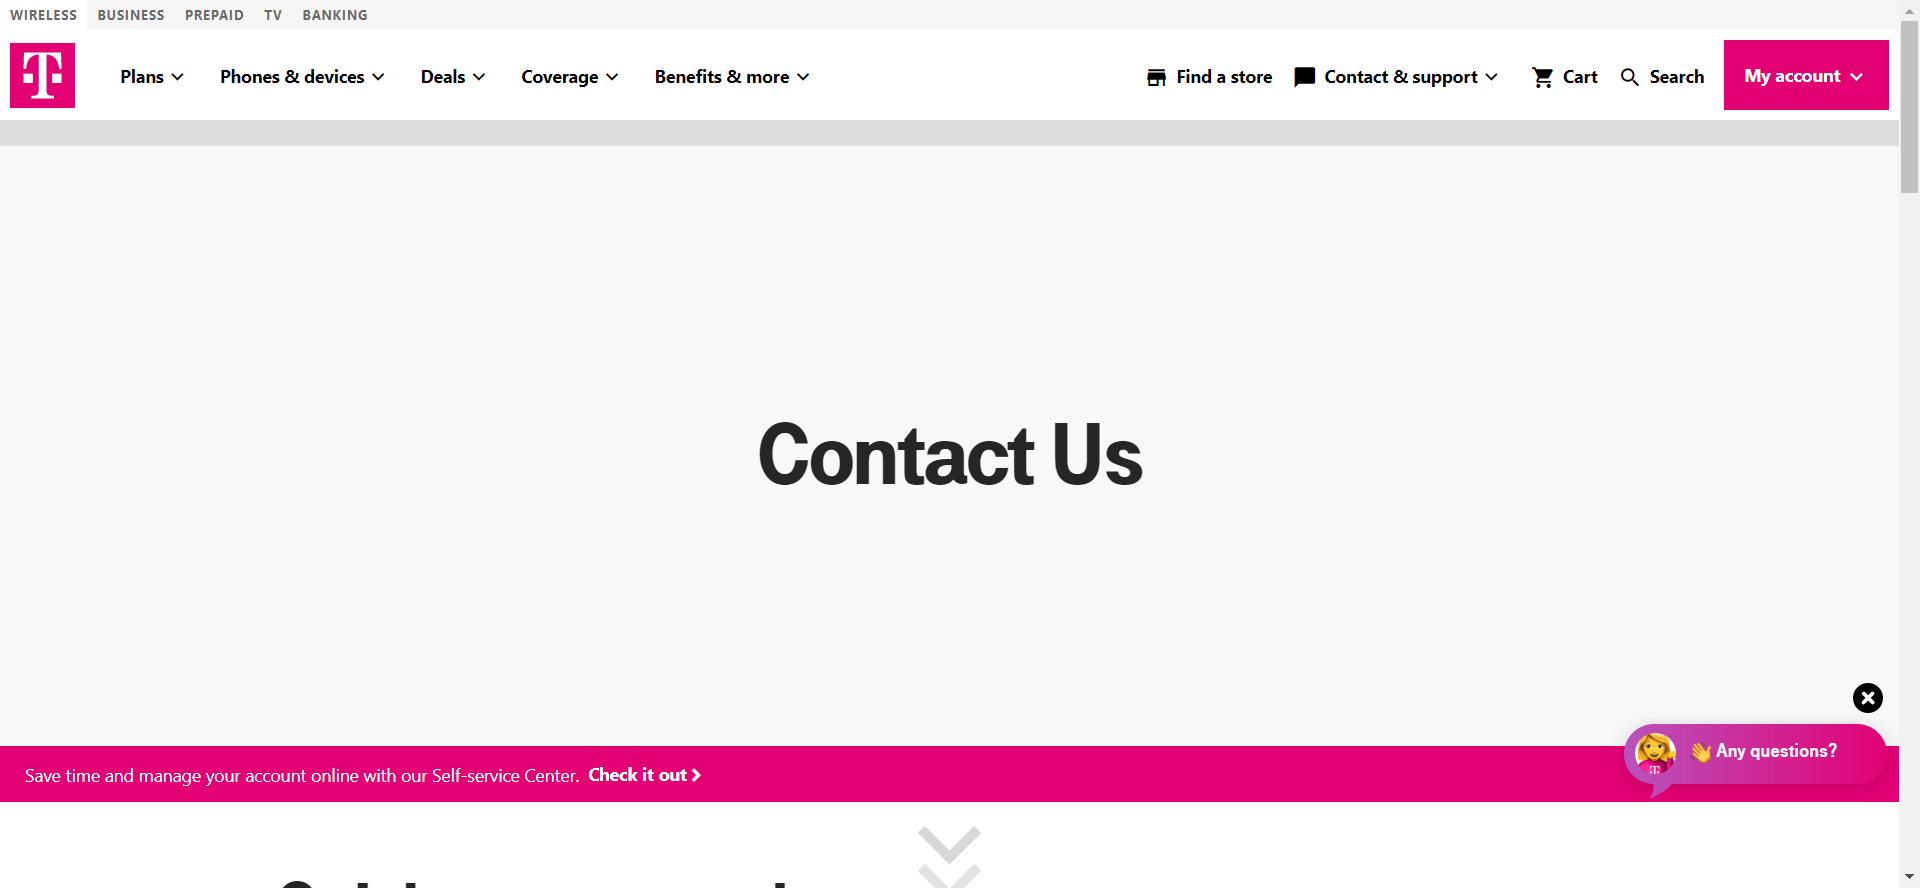 WIRELESS BUSINESS PREPAID TV BANKING
T Plans Phones & devices Deals Coverage Benefits & more Find a store Contact & support Cart Search My account
Contact Us
Any questions?
Save time and manage your account online with our Self-service Center. Check it out